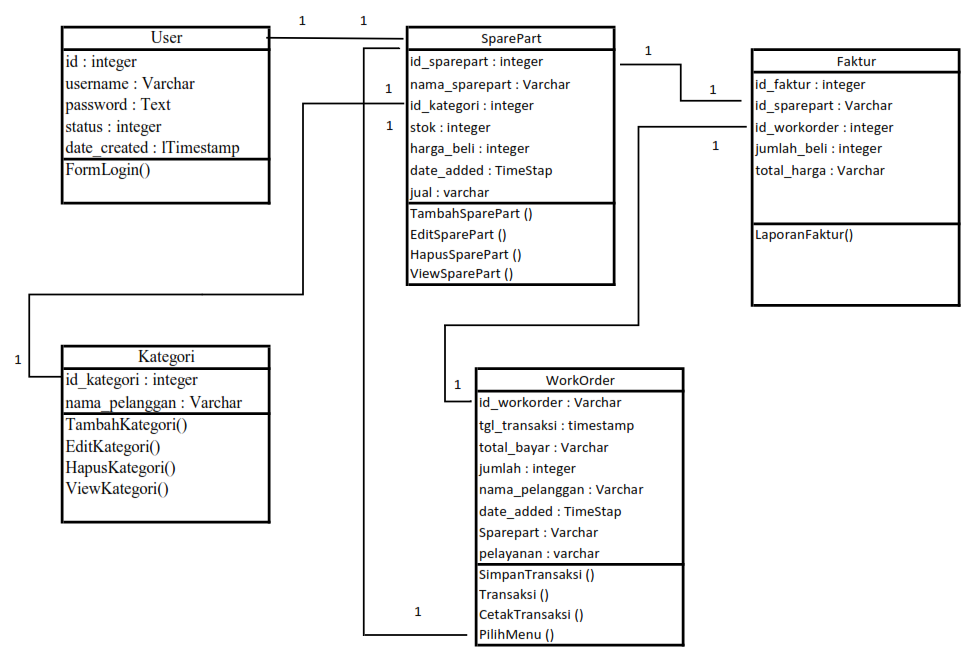 1
1
User
id : integer
username : Varchar
password : Text
status : integer
date_created : lTimestamp
FormLogin()
SparePart
id_sparepart : integer
nama_sparepart : Varchar
id_kategori : integer
stok : integer
harga_beli : integer
date_added : TimeStap
jual : varchar
TambahSparePart ()
EditSparePart ()
HapusSparePart ()
ViewSparePart ()
1
1
1
1
1
Faktur
id_faktur : integer
id_sparepart : Varchar
id_workorder : integer
jumlah_beli : integer
total_harga : Varchar
LaporanFaktur()
1
Kategori
id_kategori : integer
nama_pelanggan : Varchar
TambahKategori()
EditKategori()
HapusKategori()
ViewKategori()
1
1
WorkOrder
id_workorder : Varchar
tgl_transaksi : timestamp
total_bayar : Varchar
jumlah : integer
nama_pelanggan : Varchar
date_added : TimeStap
Sparepart : Varchar
pelayanan : varchar
SimpanTransaksi ()
Transaksi ()
CetakTransaksi ()
PilihMenu ()